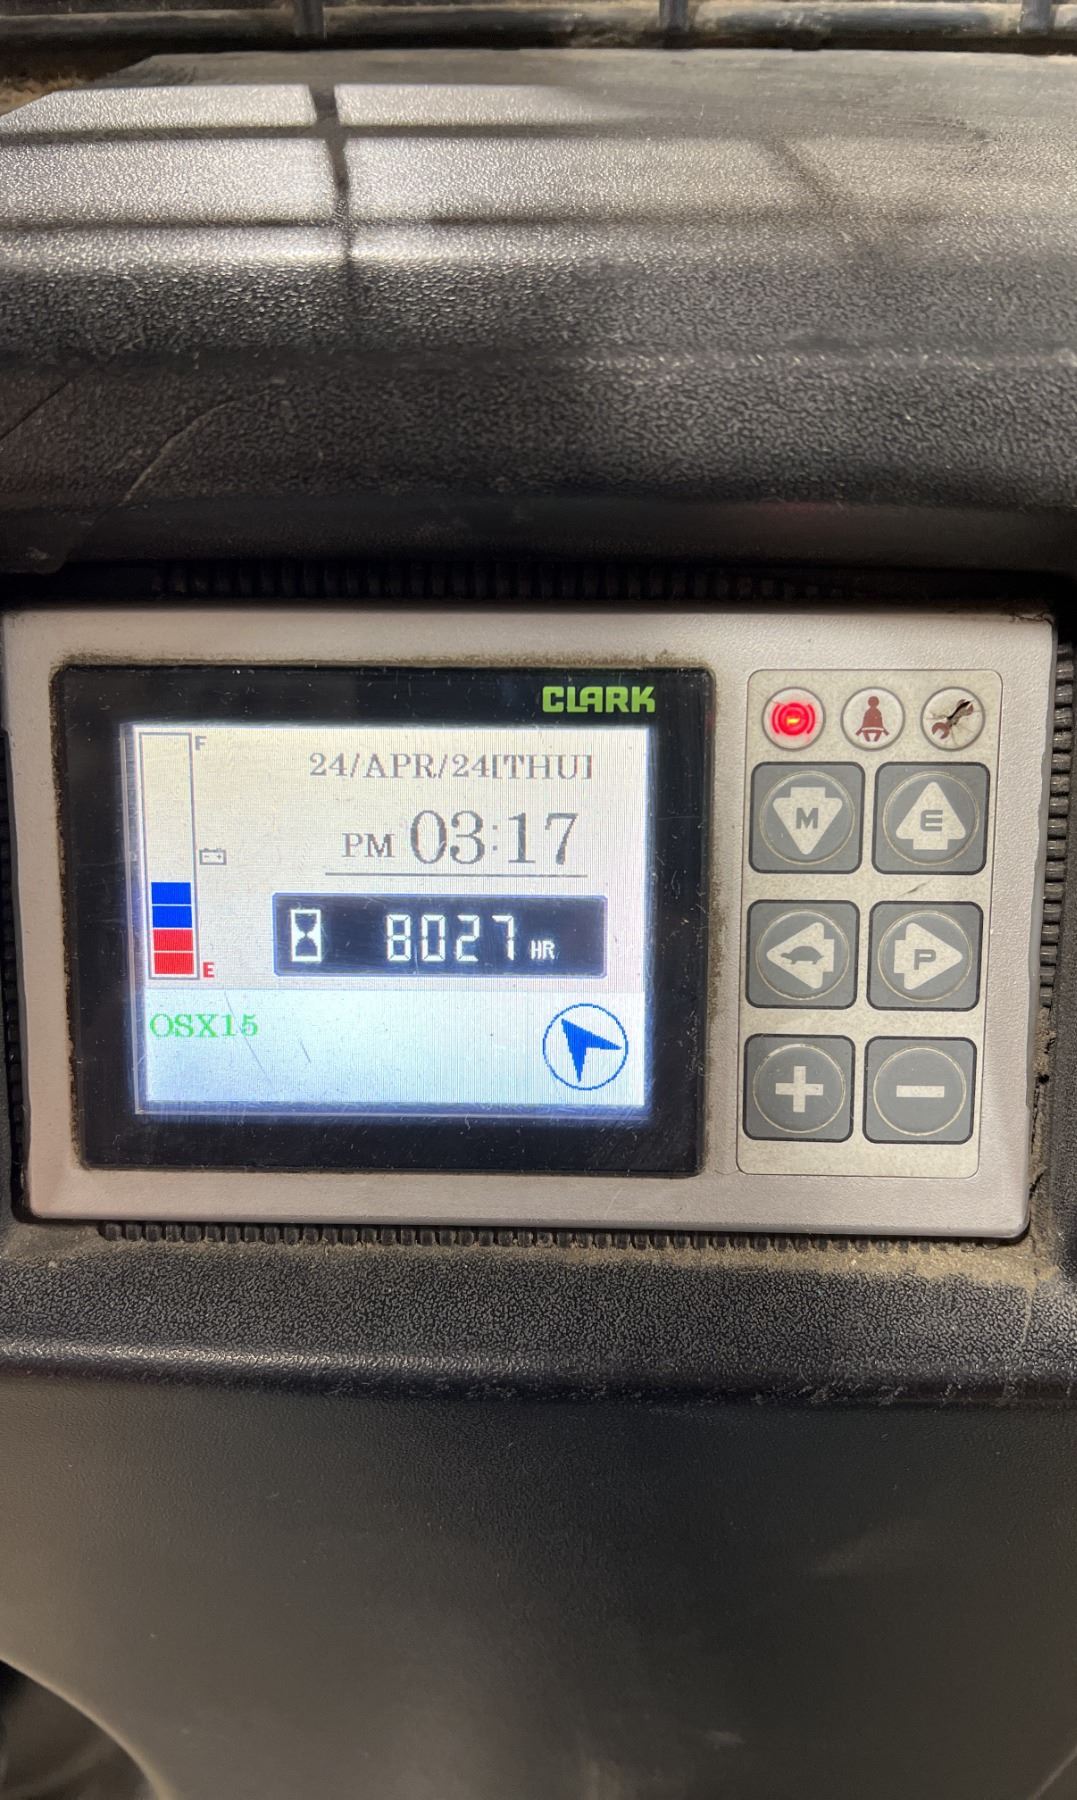 CLARK
F
24/APR/24[THU]
PM 03:17
8027 HR
E
OSX15
M
E
P
+
-